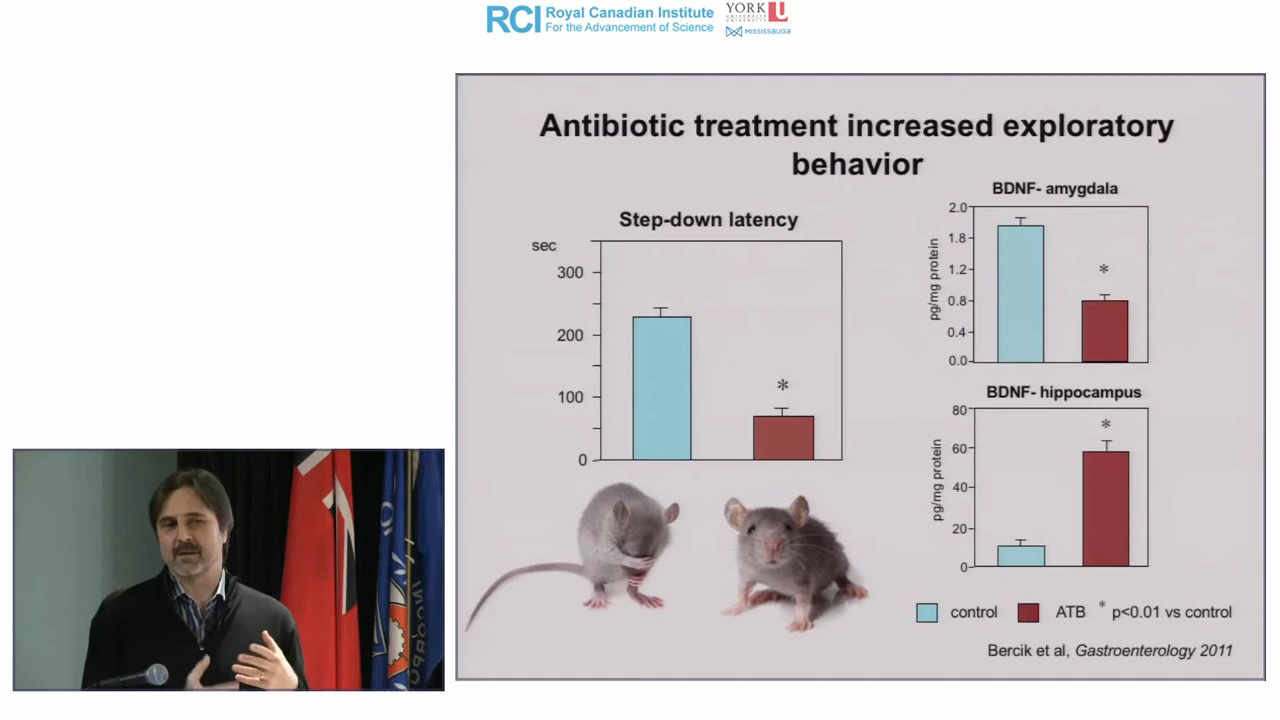 RCI Royal Canadian Institute
For the Advancement of Science
YORK U
UNIVERSITÉ
UNIVERSITY
MISSISSAUGA
Antibiotic treatment increased exploratory
behavior
Step-down latency
sec
300
200
100
0
BDNF- amygdala
pg/mg protein
2.0
1.8
1.2
0.8
0.4
0.0
*
*
BDNF- hippocampus
pg/mg protein
80
60
40
20
0
*
control
ATB
* p<0.01 vs control
Bercik et al, Gastroenterology 2011